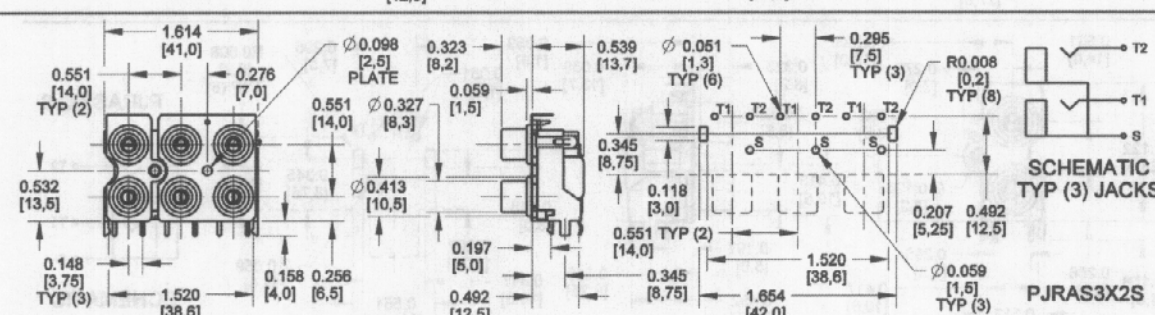 1.614
[41,0]
0.551
[14,0]
TYP (2)
0.276
[7,0]
Ø 0.098
[2,5]
PLATE
0.551
[14,0]
0.532
[13,5]
0.148
[3,75]
TYP (3)
1.520
[38,6]
0.158
[4,0]
0.256
[6,5]
0.323
[8,2]
0.059
[1,5]
Ø 0.327
[8,3]
Ø 0.413
[10,5]
0.197
[5,0]
0.492
[12,5]
0.539
[13,7]
0.345
[8,75]
Ø 0.051
[1,3]
TYP (6)
0.295
[7,5]
TYP (3)
R0.008
[0,2]
TYP (8)
T1 T2 T1 T2 T1 T2
S S S
0.345
[8,75]
0.118
[3,0]
TYP (2)
0.551
[14,0]
1.520
[38,6]
1.654
[42,0]
0.207
[5,25]
0.492
[12,5]
Ø 0.059
[1,5]
TYP (3)
T2
T1
S
SCHEMATIC
TYP (3) JACKS
PJRAS3X2S